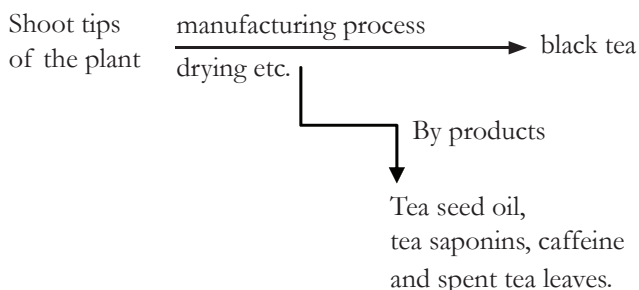 Shoot tips
of the plant
manufacturing process
drying etc.
black tea
By products
Tea seed oil,
tea saponins, caffeine
and spent tea leaves.